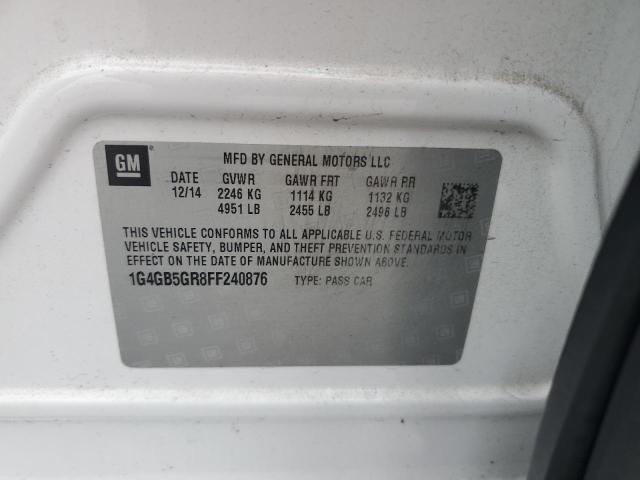 GM
MFD BY GENERAL MOTORS LLC
DATE GVWR GAWR FRT GAWR RR
12/14 2246 KG 1114 KG 1132 KG
4951 LB 2455 LB 2496 LB
THIS VEHICLE CONFORMS TO ALL APPLICABLE U.S. FEDERAL MOTOR
VEHICLE SAFETY, BUMPER, AND THEFT PREVENTION STANDARDS IN
EFFECT ON THE DATE OF MANUFACTURE SHOWN ABOVE.
1G4GB5GR8FF240876 TYPE: PASS CAR